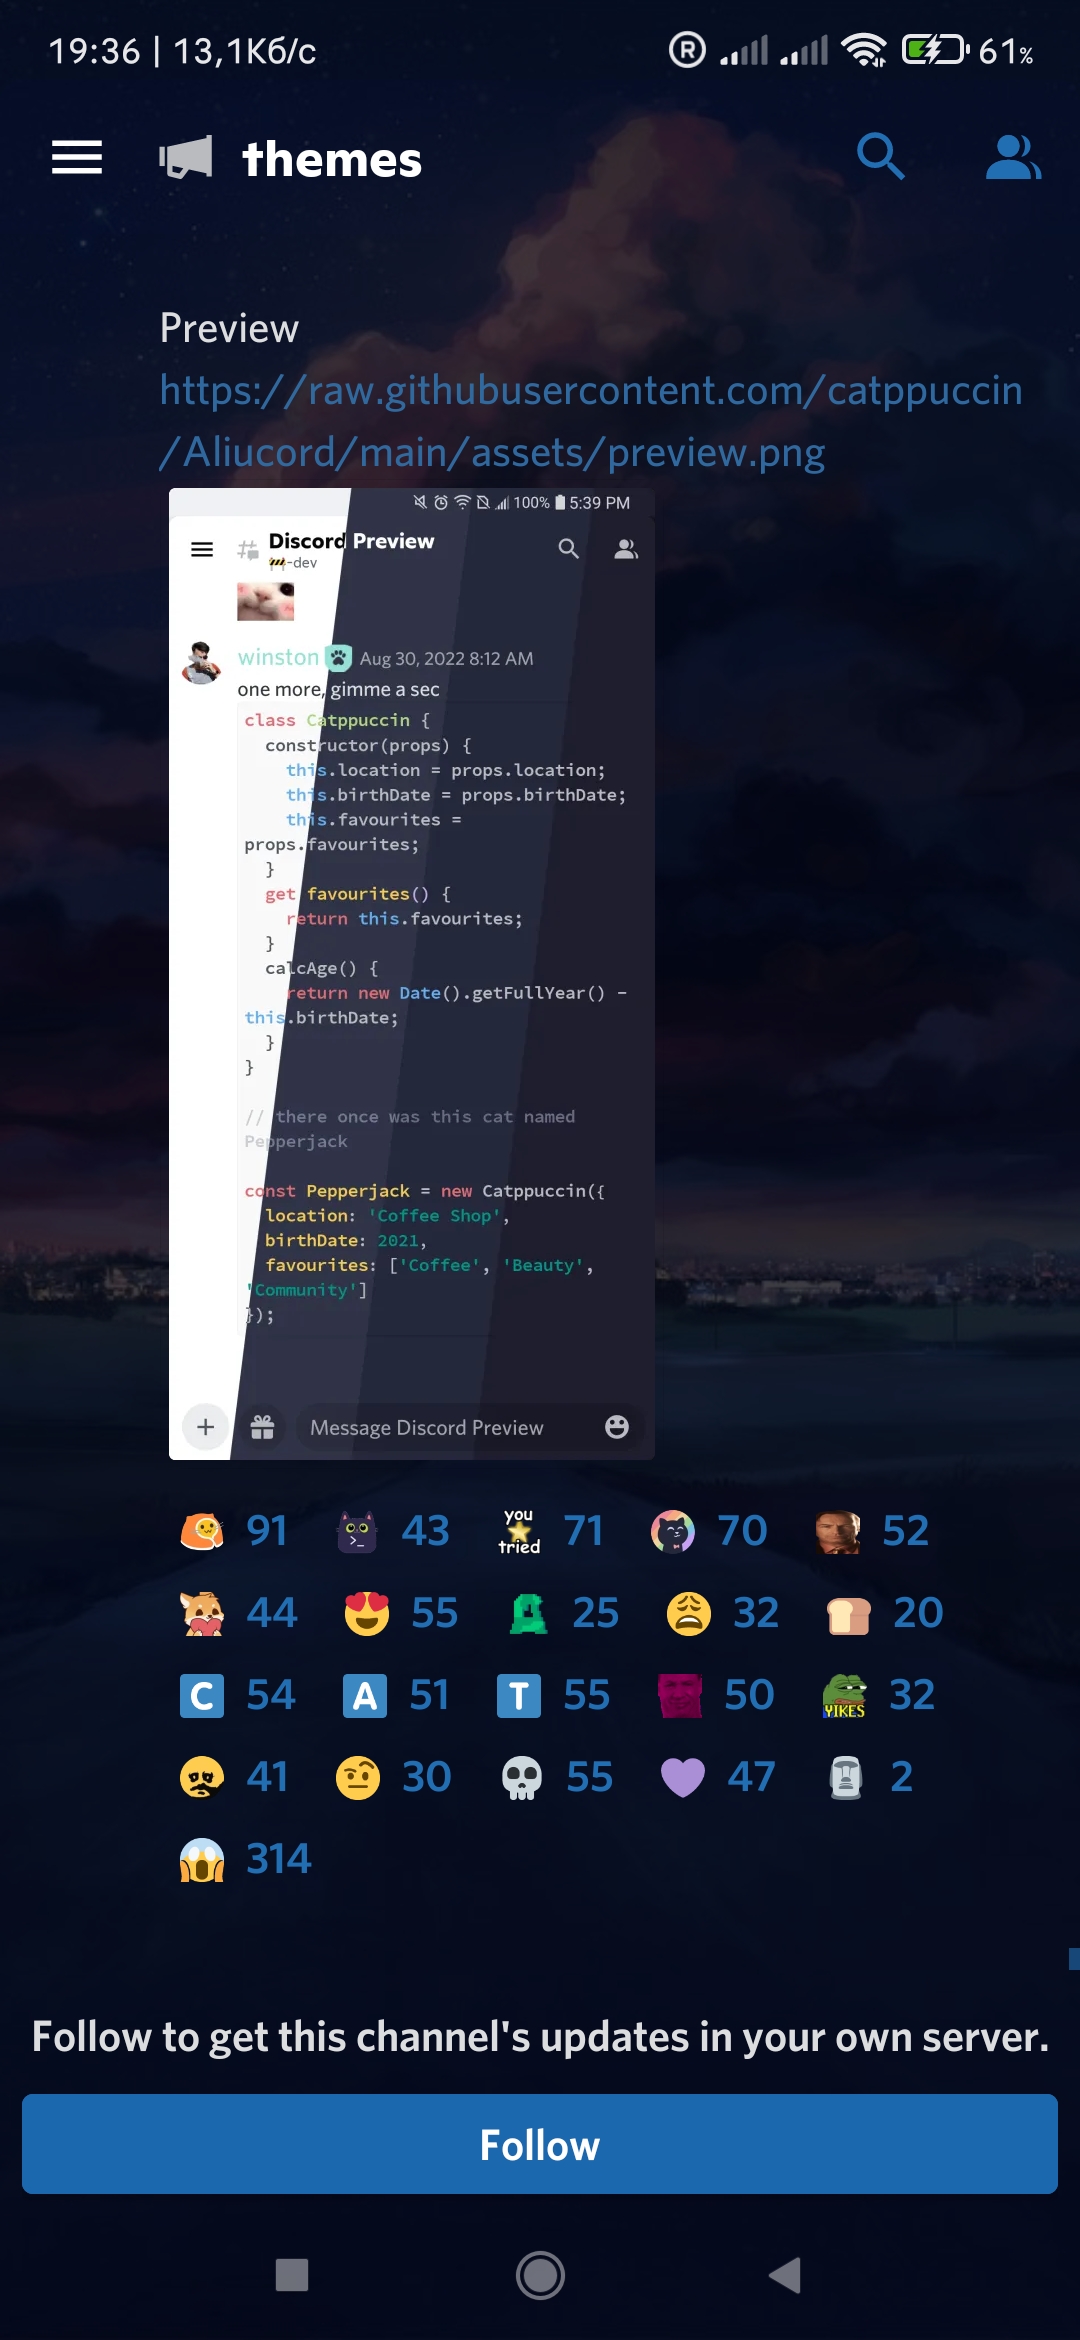 19:36 | 13,1Кб/с ® 61%
themes
Preview
https://raw.githubusercontent.com/catppuccin
/Aliucord/main/assets/preview.png
100% 5:39 PM
Discord Preview
-dev
winston Aug 30, 2022 8:12 AM
one more, gimme a sec
class Catppuccin {
constructor(props) {
this.location = props.location;
this.birthDate = props.birthDate;
this.favourites =
props.favourites;
}
get favourites() {
return this.favourites;
}
calcAge() {
return new Date().getFullYear() -
this.birthDate;
}
}
// there once was this cat named
Pepperjack
const Pepperjack = new Catppuccin({
location: 'Coffee Shop',
birthDate: 2021,
favourites: ['Coffee', 'Beauty',
'Community']
});
Message Discord Preview
91 43 you tried 71 70 52
44 55 25 32 20
C 54 A 51 T 55 50 YIKES 32
41 30 55 47 2
314
Follow to get this channel's updates in your own server.
Follow